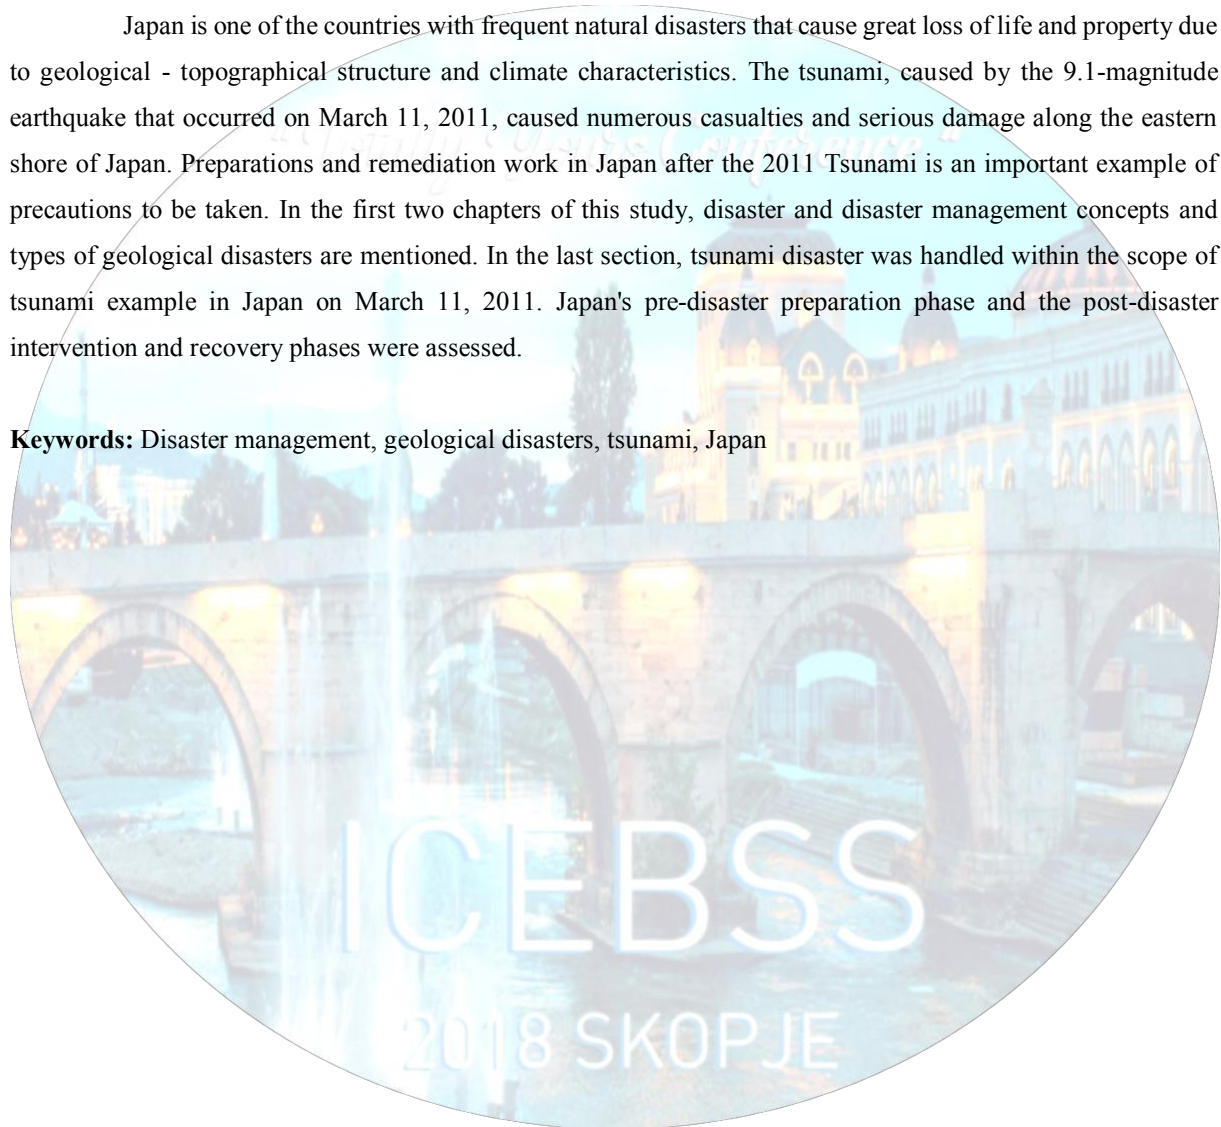 Japan is one of the countries with frequent natural disasters that cause great loss of life and property due
to geological - topographical structure and climate characteristics. The tsunami, caused by the 9.1-magnitude
earthquake that occurred on March 11, 2011, caused numerous casualties and serious damage along the eastern
shore of Japan. Preparations and remediation work in Japan after the 2011 Tsunami is an important example of
precautions to be taken. In the first two chapters of this study, disaster and disaster management concepts and
types of geological disasters are mentioned. In the last section, tsunami disaster was handled within the scope of
tsunami example in Japan on March 11, 2011. Japan's pre-disaster preparation phase and the post-disaster
intervention and recovery phases were assessed.
Keywords: Disaster management, geological disasters, tsunami, Japan
ICEBSS
2018 SKOPJE